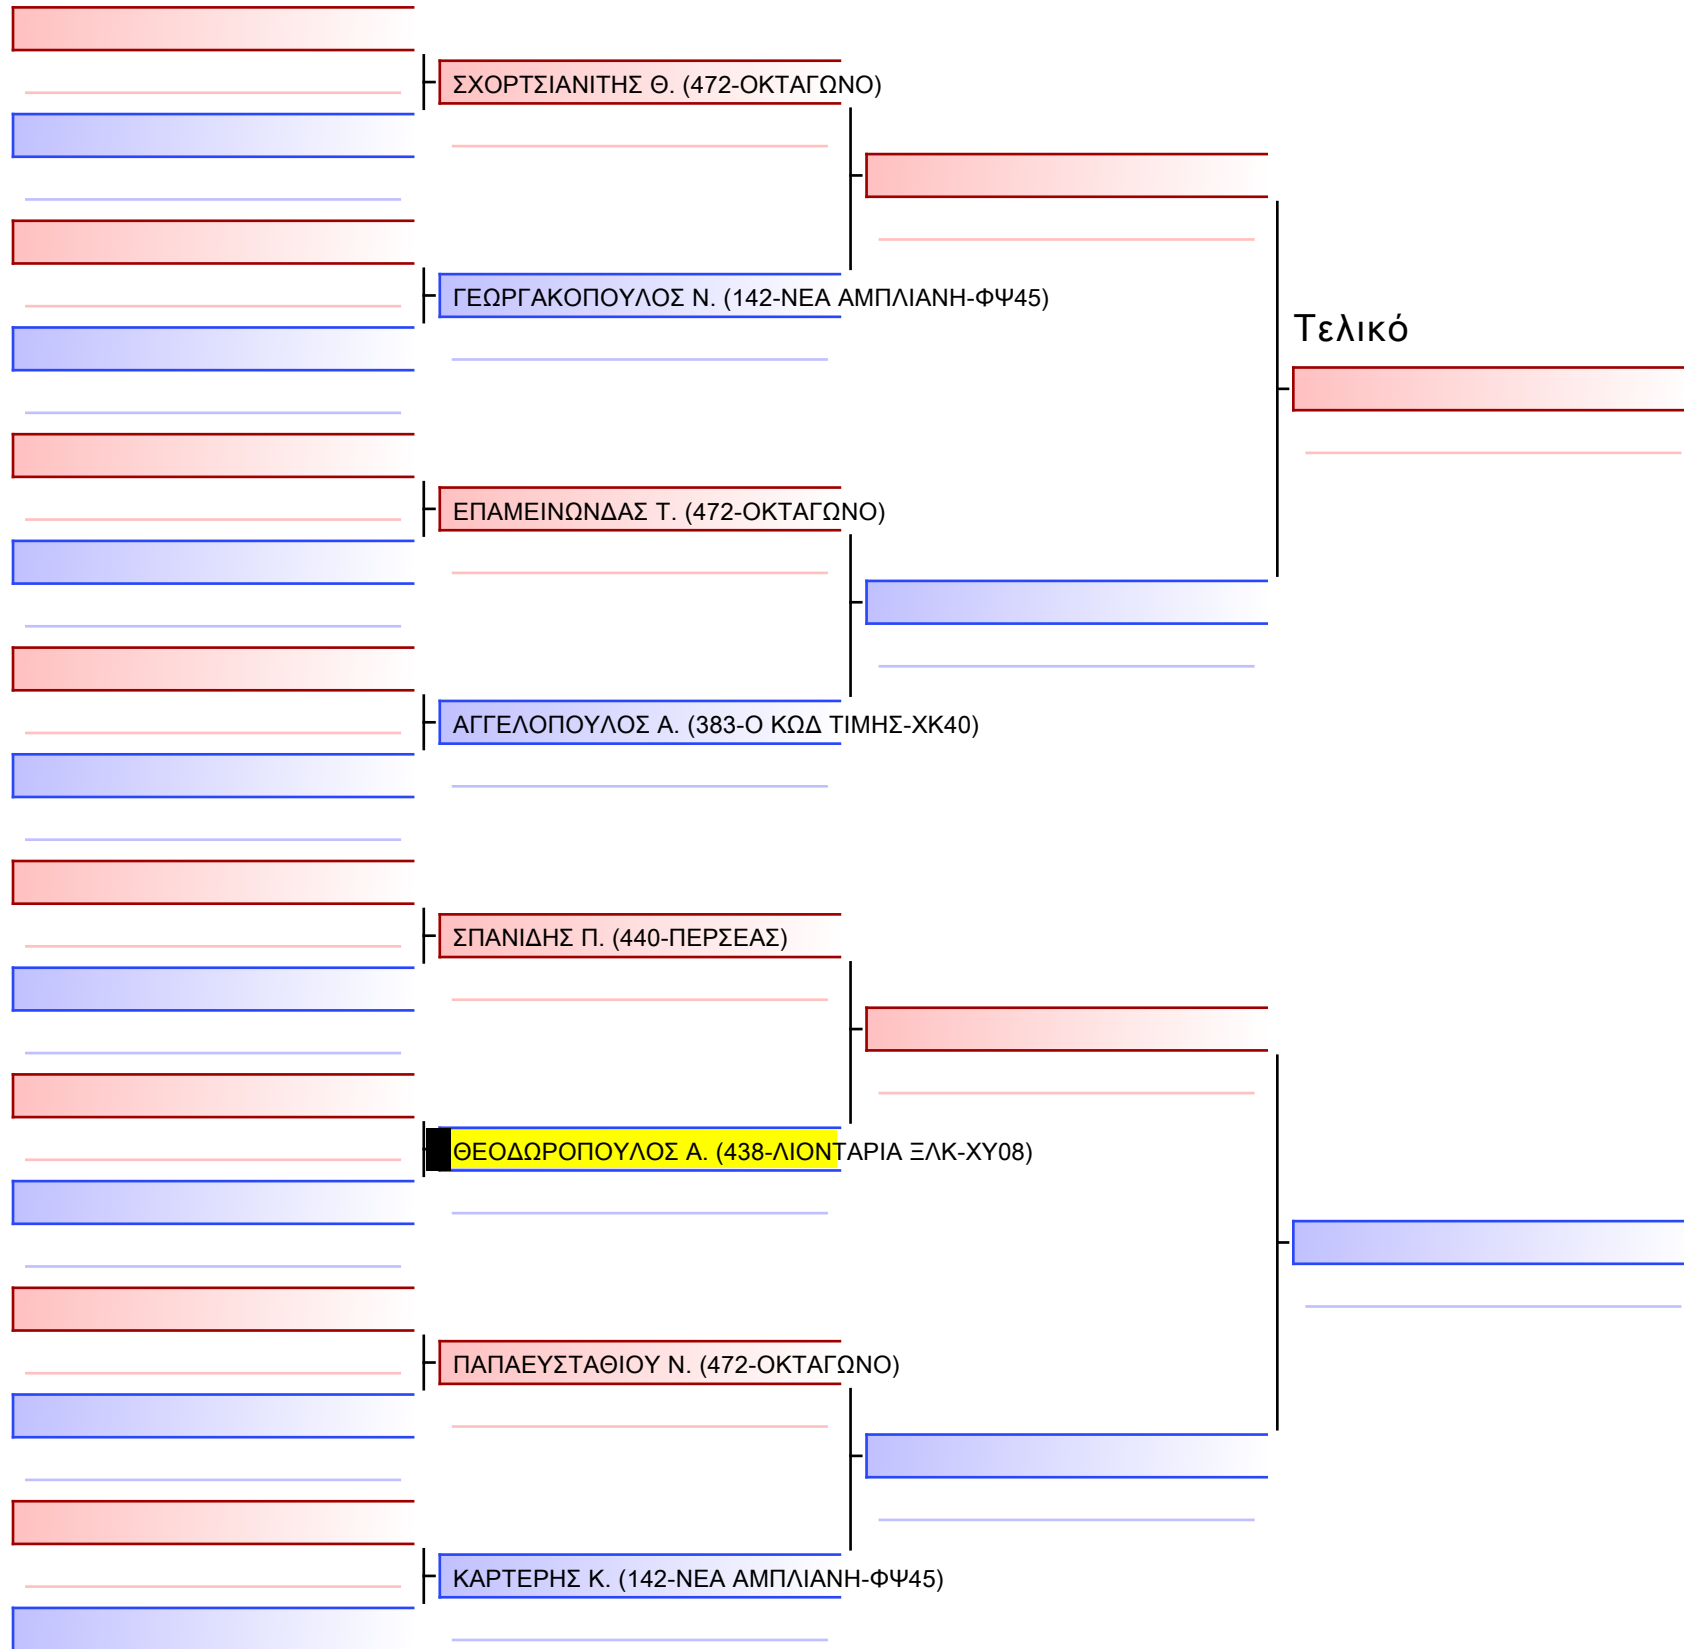 ΣΧΟΡΤΣΙΑΝΙΤΗΣ Θ. (472-ΟΚΤΑΓΩΝΟ)
ΓΕΩΡΓΑΚΟΠΟΥΛΟΣ Ν. (142-ΝΕΑ ΑΜΠΛΙΑΝΗ-ΦΨ45)
Τελικό
ΕΠΑΜΕΙΝΩΝΔΑΣ Τ. (472-ΟΚΤΑΓΩΝΟ)
ΑΓΓΕΛΟΠΟΥΛΟΣ Α. (383-Ο ΚΩΔ ΤΙΜΗΣ-ΧΚ40)
ΣΠΑΝΙΔΗΣ Π. (440-ΠΕΡΣΕΑΣ)
ΘΕΟΔΩΡΟΠΟΥΛΟΣ Α. (438-ΛΙΟΝΤΑΡΙΑ ΞΛΚ-ΧΥ08)
ΠΑΠΑΕΥΣΤΑΘΙΟΥ Ν. (472-ΟΚΤΑΓΩΝΟ)
ΚΑΡΤΕΡΗΣ Κ. (142-ΝΕΑ ΑΜΠΛΙΑΝΗ-ΦΨ45)